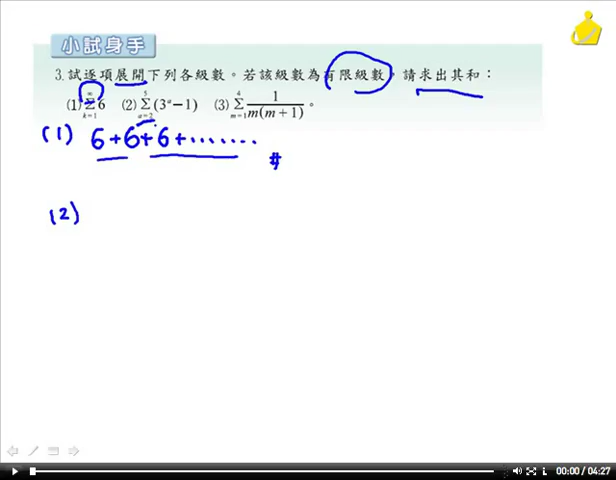 小試身手
3.試逐項展開下列各級數。若該級數為有限級數，請求出其和：
(1) ∞ Σ k=1 6 (2) 5 Σ a=2 (3ᵃ−1) (3) 4 Σ m=1 1/m(m+1)。
(1) 6+6+6+.......
#
(2)
00:00 / 04:27